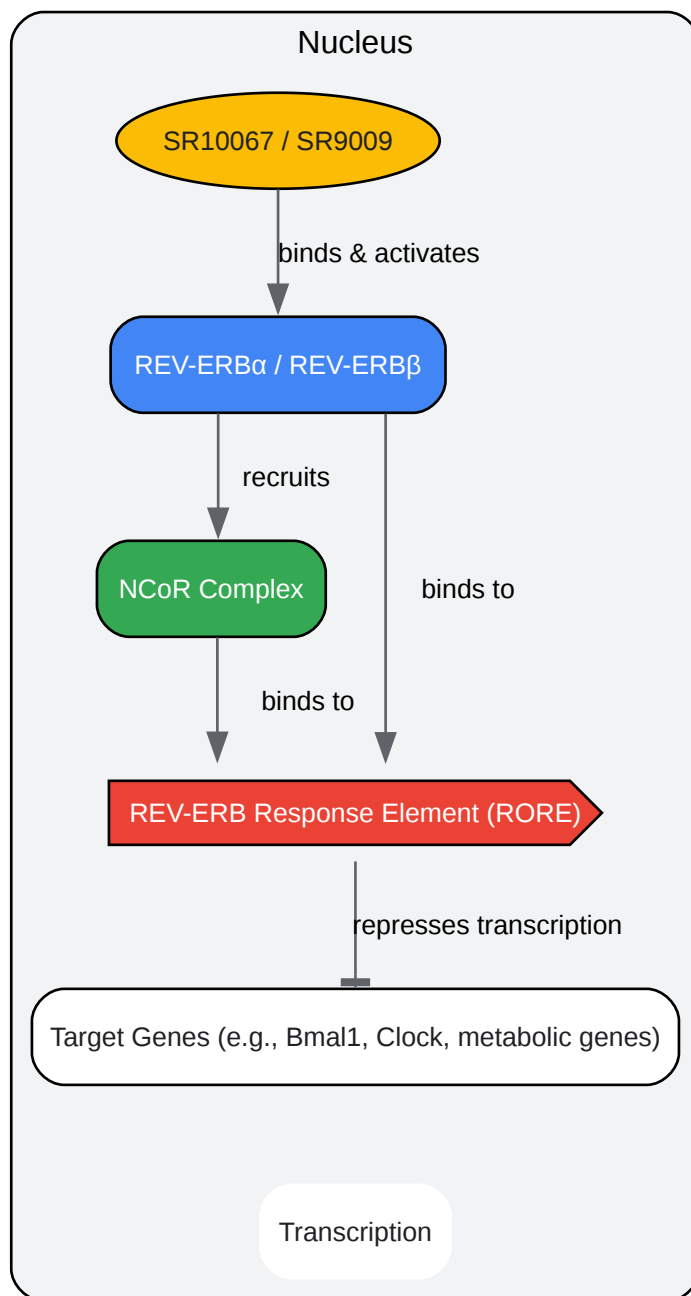 Nucleus
SR10067 / SR9009
binds & activates
REV-ERBα / REV-ERBβ
recruits
NCoR Complex
binds to
binds to
REV-ERB Response Element (RORE)
represses transcription
Target Genes (e.g., Bmal1, Clock, metabolic genes)
Transcription